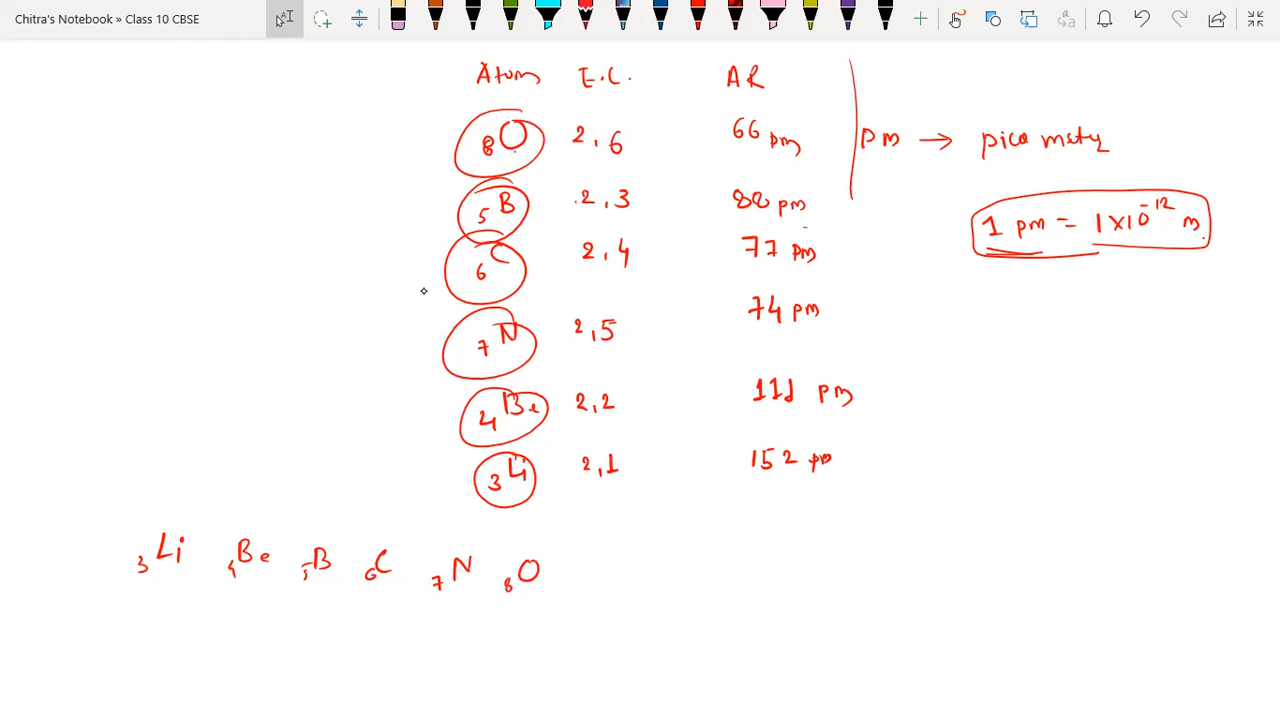 Chitra's Notebook » Class 10 CBSE
Atom E.C. AR
8O 2,6 66 pm
pm → pico meter
5B 2,3 88 pm
1 pm = 1×10⁻¹² m
6C 2,4 77 pm
7N 2,5 74 pm
4Be 2,2 111 pm
3Li 2,1 152 pm
3Li 4Be 5B 6C 7N 8O